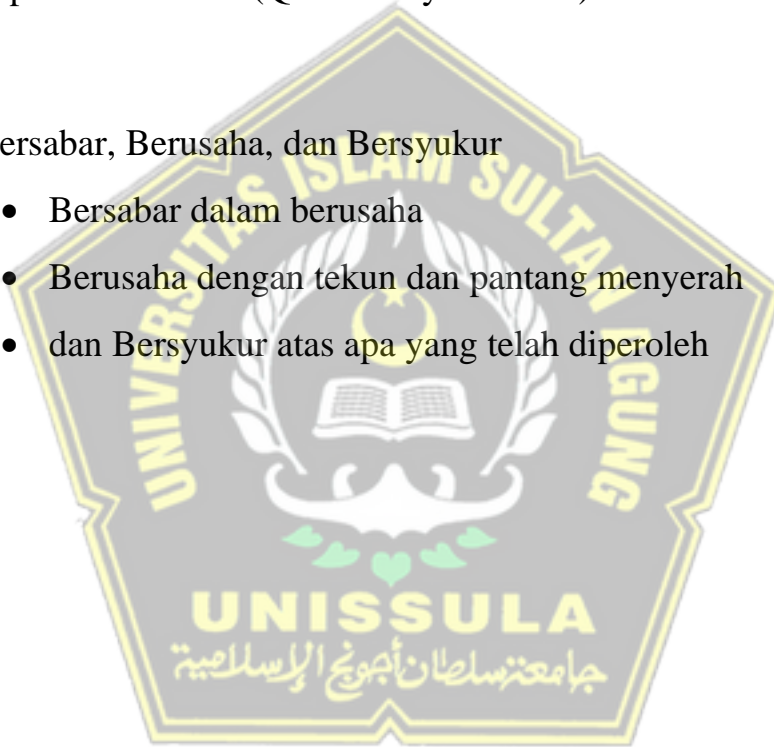 ersabar, Berusaha, dan Bersyukur
• Bersabar dalam berusaha
• Berusaha dengan tekun dan pantang menyerah
• dan Bersyukur atas apa yang telah diperoleh
UNIVERSITAS ISLAM SULTAN AGUNG
UNISSULA
جامعتسلطان أجونج الإسلامية